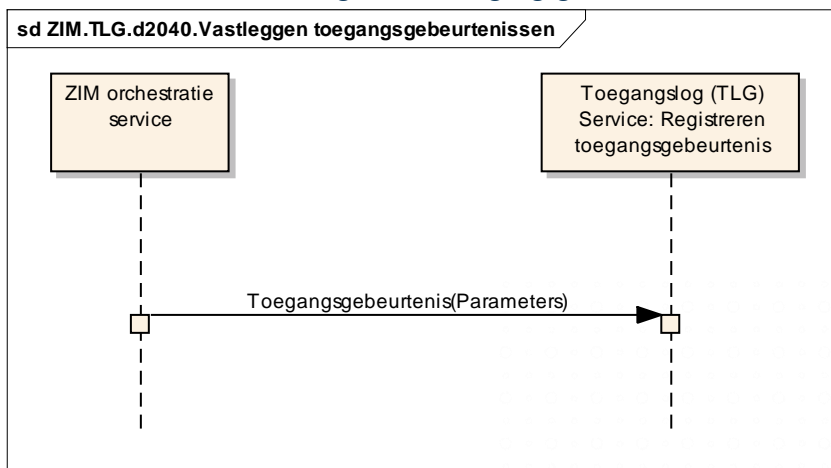 sd ZIM.TLG.d2040.Vastleggen toegangsgebeurtenissen
ZIM orchestratie
service
Toegangslog (TLG)
Service: Registreren
toegangsgebeurtenis
Toegangsgebeurtenis(Parameters)